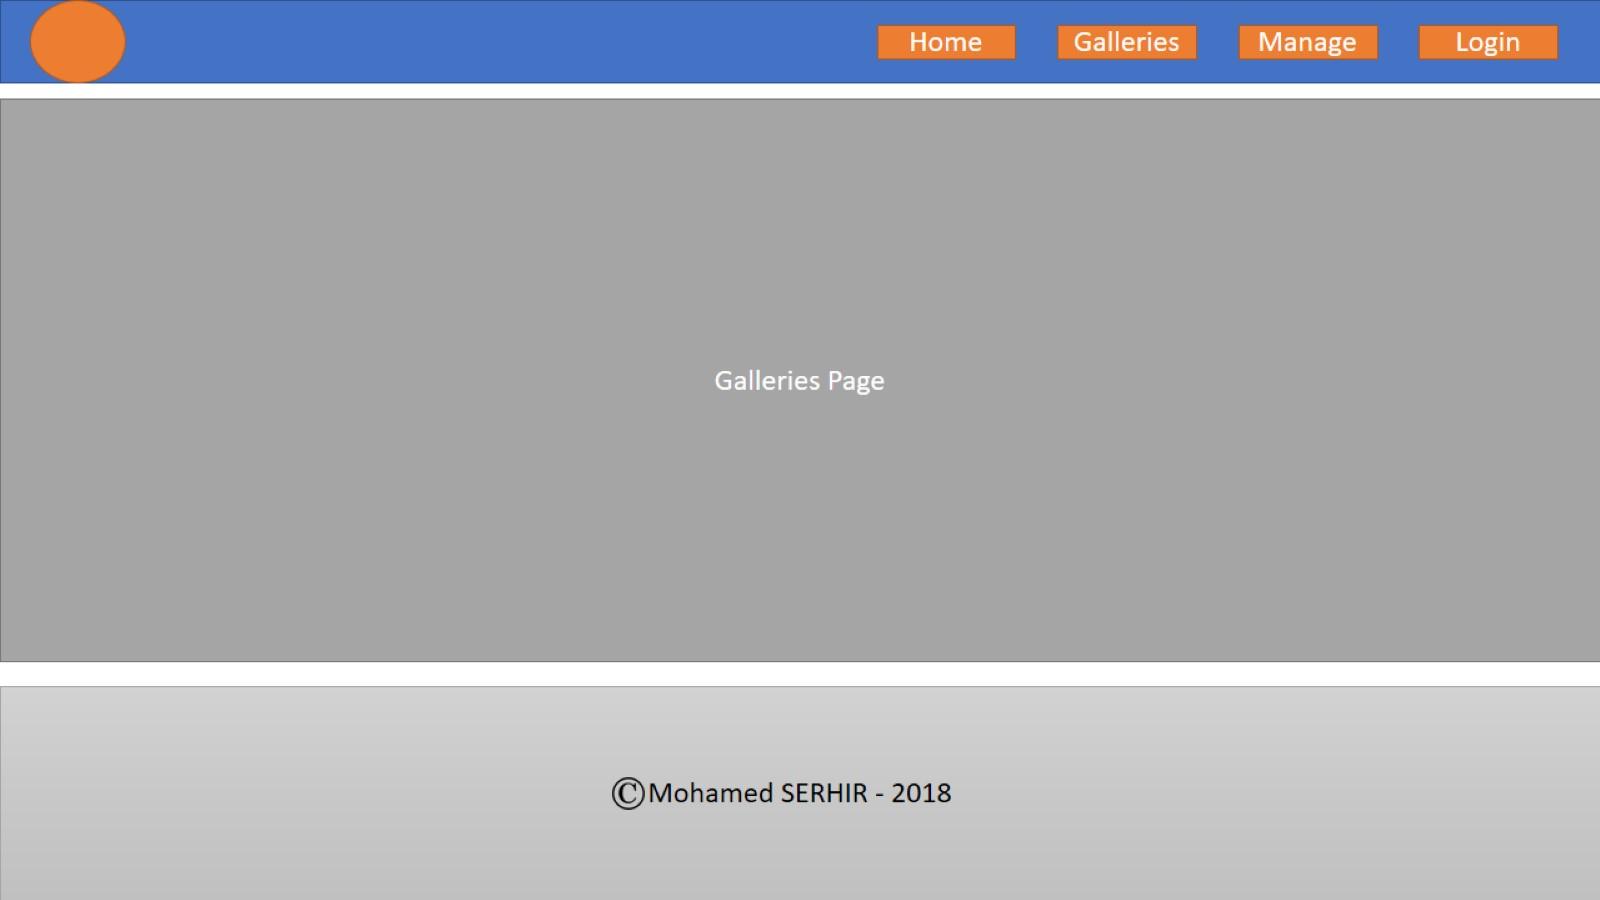 Home Galleries Manage Login
Galleries Page
©Mohamed SERHIR - 2018